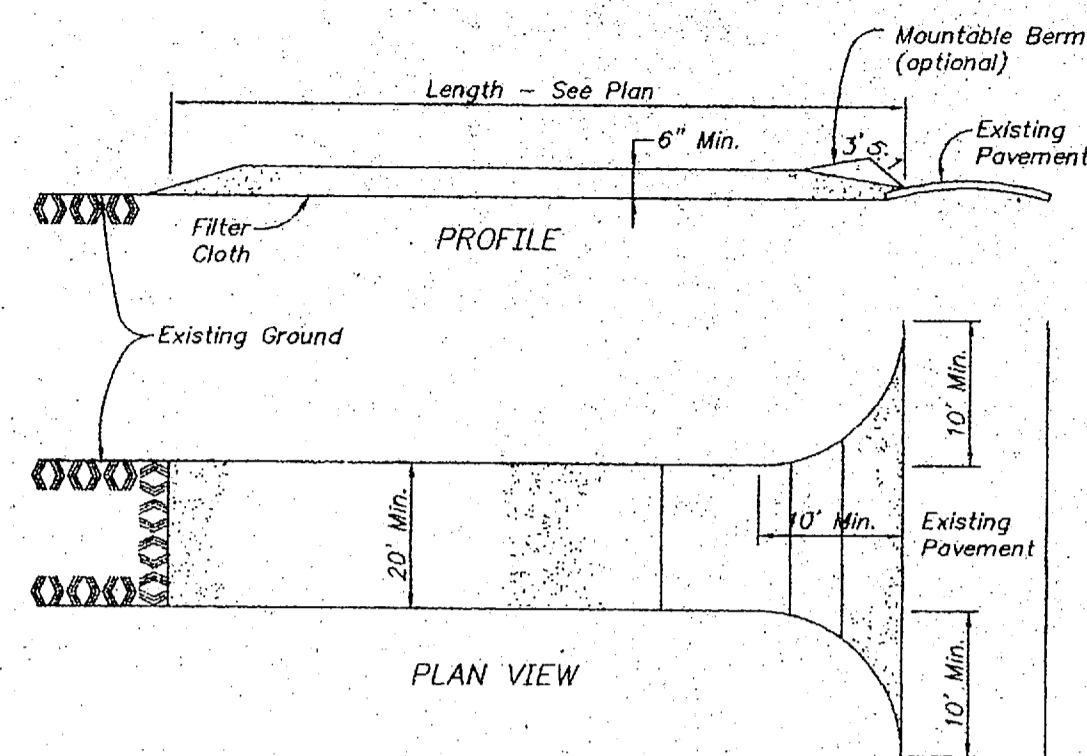 Mountable Berm
(optional)
Length - See Plan
6" Min.
3'
5:1
Existing
Pavement
Filter
Cloth
PROFILE
Existing Ground
10' Min.
20' Min.
10' Min.
Existing
Pavement
10' Min.
PLAN VIEW